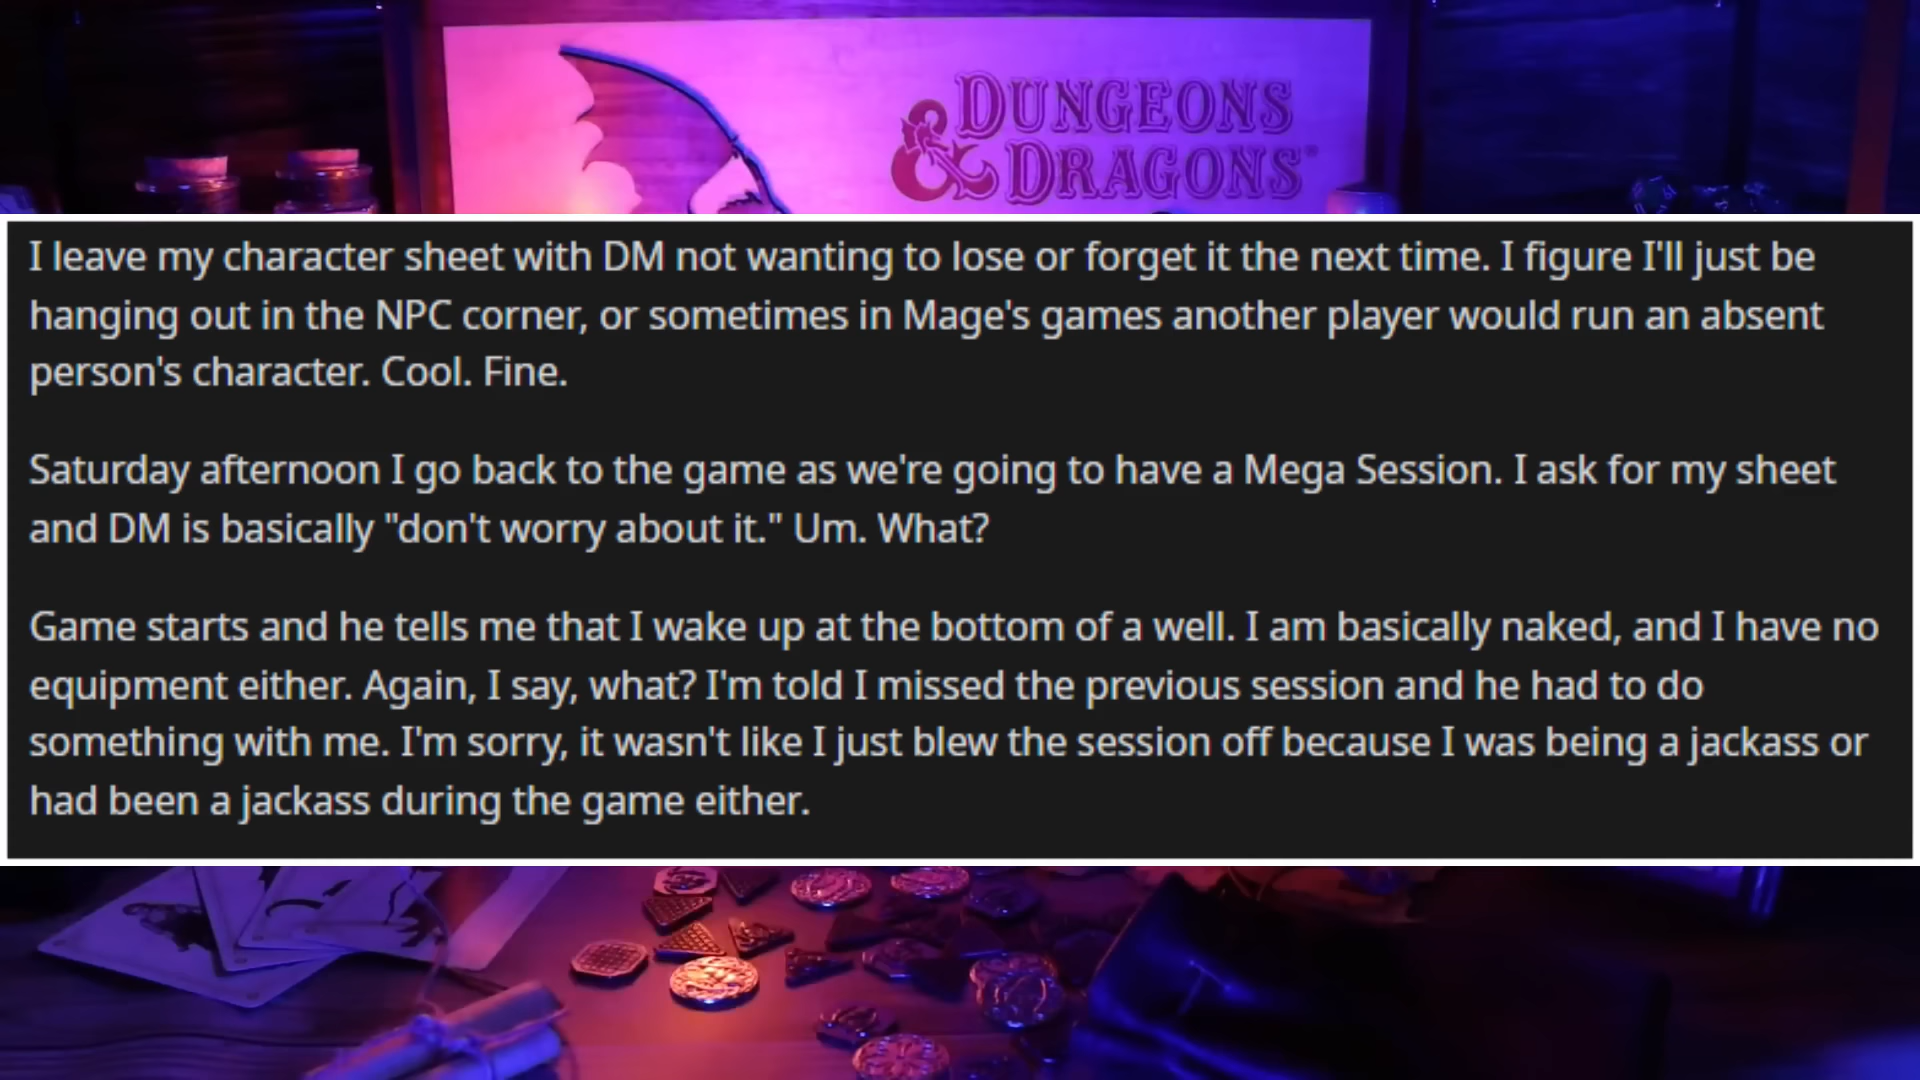 DUNGEONS
& DRAGONS
I leave my character sheet with DM not wanting to lose or forget it the next time. I figure I'll just be
hanging out in the NPC corner, or sometimes in Mage's games another player would run an absent
person's character. Cool. Fine.
Saturday afternoon I go back to the game as we're going to have a Mega Session. I ask for my sheet
and DM is basically "don't worry about it." Um. What?
Game starts and he tells me that I wake up at the bottom of a well. I am basically naked, and I have no
equipment either. Again, I say, what? I'm told I missed the previous session and he had to do
something with me. I'm sorry, it wasn't like I just blew the session off because I was being a jackass or
had been a jackass during the game either.